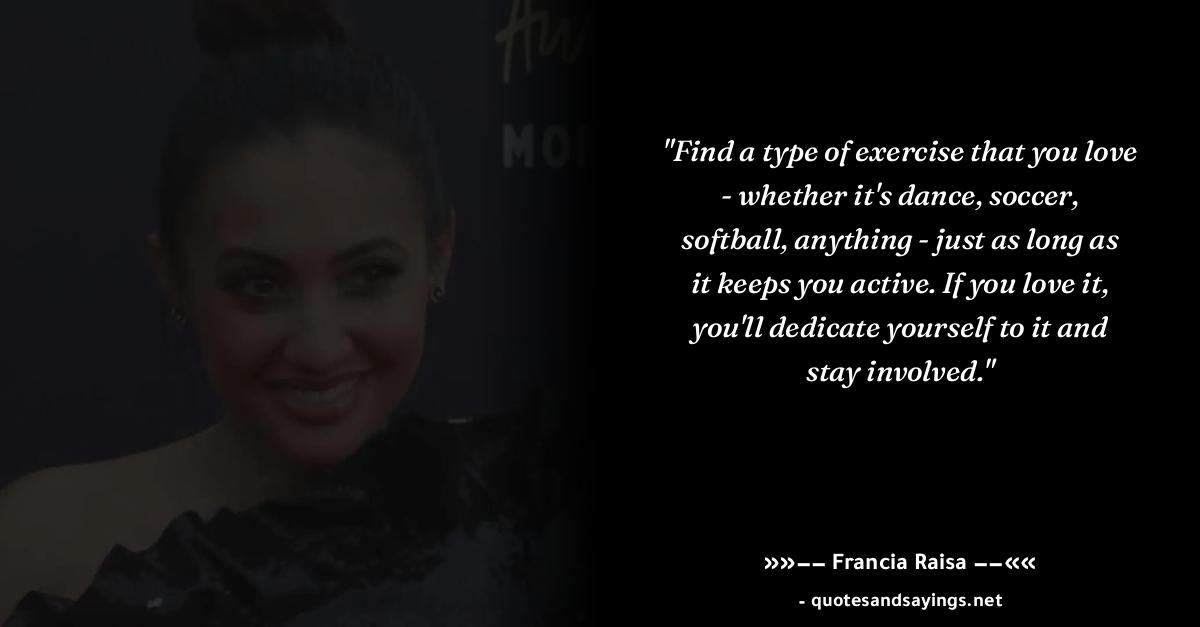 Aw
MON
"Find a type of exercise that you love
- whether it's dance, soccer,
softball, anything - just as long as
it keeps you active. If you love it,
you'll dedicate yourself to it and
stay involved."
»»—— Francia Raisa ——««
- quotesandsayings.net